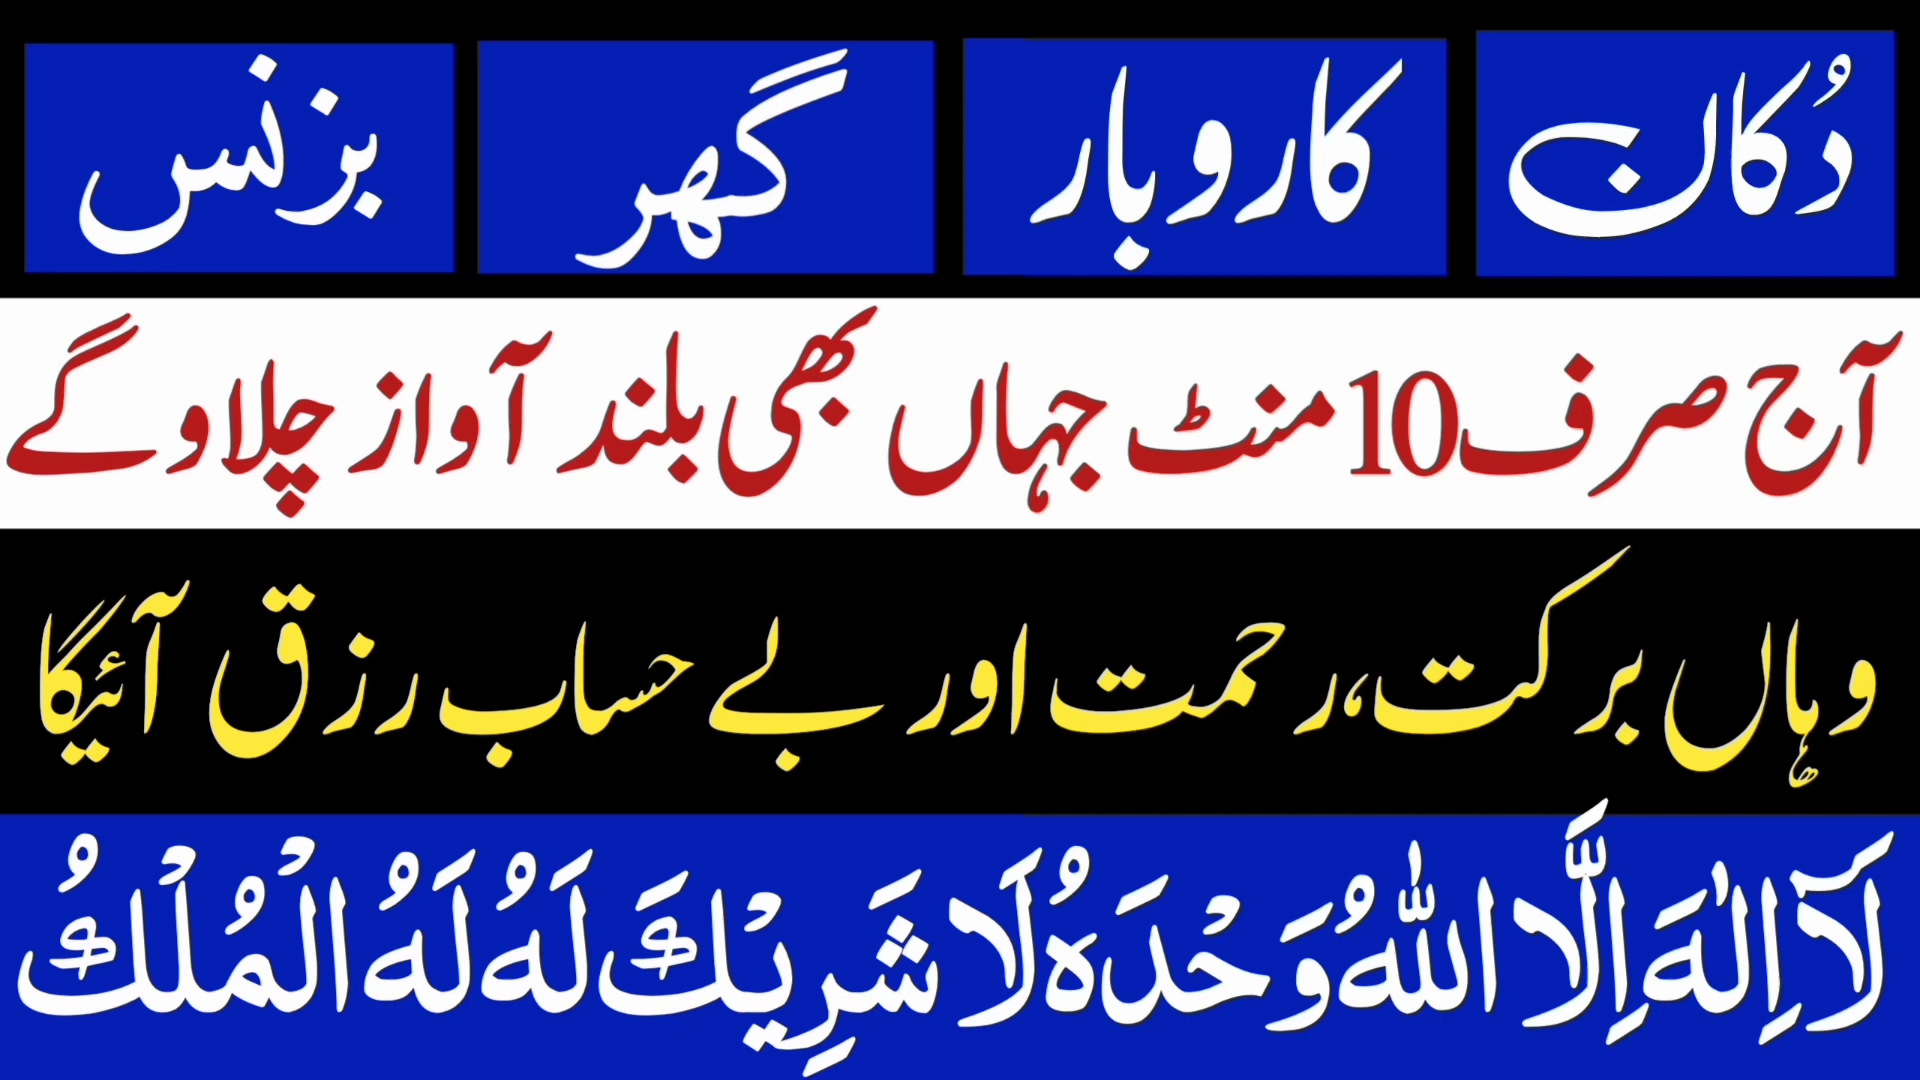 دُکان کاروبار گھر بزنس
آج صرف 10 منٹ جہاں بھی بلند آواز چلاوگے
وہاں برکت، رحمت اور بے حساب رزق آئیگا
لَآ اِلٰهَ اِلَّا اللّٰهُ وَحْدَهٗ لَا شَرِيْكَ لَهٗ لَهُ الْمُلْكُ